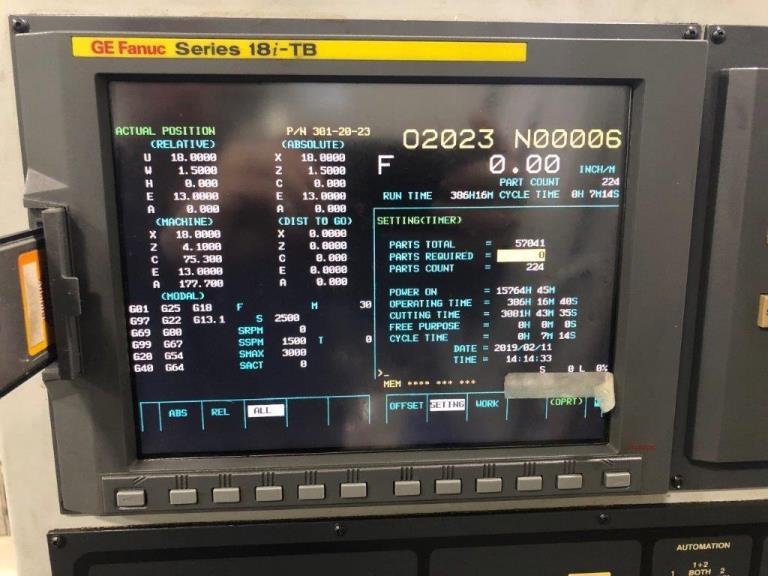 GE Fanuc Series 18i-TB
ACTUAL POSITION P/N 301-20-23
O2023 N00006
(RELATIVE) (ABSOLUTE)
U 18.0000 X 18.0000
W 1.5000 Z 1.5000
H 0.000 C 0.000
E 13.0000 E 13.0000
A 0.000 A 0.000
F 0.00 INCH/M
PART COUNT 224
RUN TIME 386H16M CYCLE TIME 0H 7M14S
(MACHINE) (DIST TO GO)
X 18.0000 X 0.0000
Z 4.1000 Z 0.0000
C 75.300 C 0.000
E 13.0000 E 0.0000
A 177.700 A 0.000
(MODAL)
G01 G25 G18 F M 30
G97 G22 G13.1 S 2500
G69 G80 SRPM 0
G99 G67 SSPM 1500 T 0
G20 G54 SMAX 3000
G40 G64 SACT 0
SETTING(TIMER)
PARTS TOTAL = 57041
PARTS REQUIRED = 0
PARTS COUNT = 224
POWER ON = 15764H 45M
OPERATING TIME = 386H 16M 40S
CUTTING TIME = 3001H 43M 35S
FREE PURPOSE = 0H 0M 0S
CYCLE TIME = 0H 7M 14S
DATE = 2019/02/11
TIME = 14:14:33
>_
S 0 L 0%
MEM **** *** ***
ABS REL ALL
OFFSET SETING WORK (OPRT)
AUTOMATION
1+2
1 BOTH 2